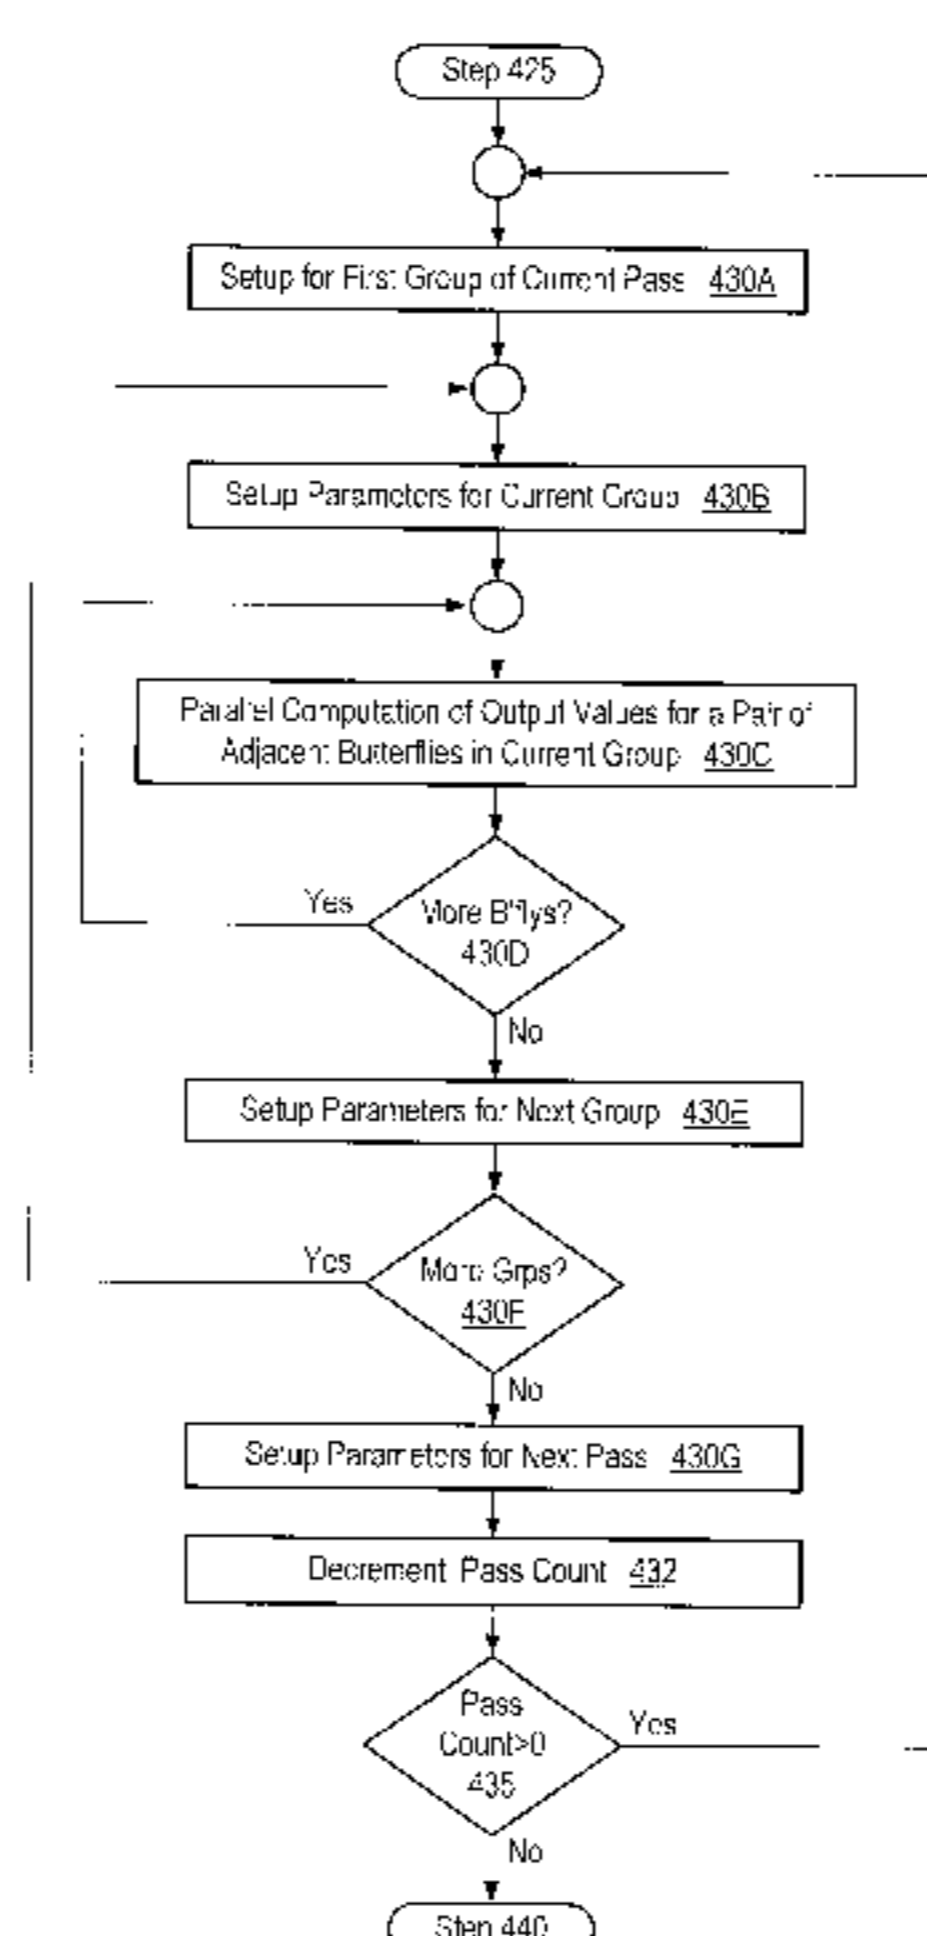 Step 425
Setup for First Group of Current Pass 430A
Setup Parameters for Current Group 430B
Parallel Computation of Output Values for a Pair of
Adjacent Butterflies in Current Group 430C
Yes
More B'flys?
430D
No
Setup Parameters for Next Group 430E
Yes
More Grps?
430F
No
Setup Parameters for Next Pass 430G
Decrement Pass Count 432
Pass
Count>0
435
Yes
No
Step 440